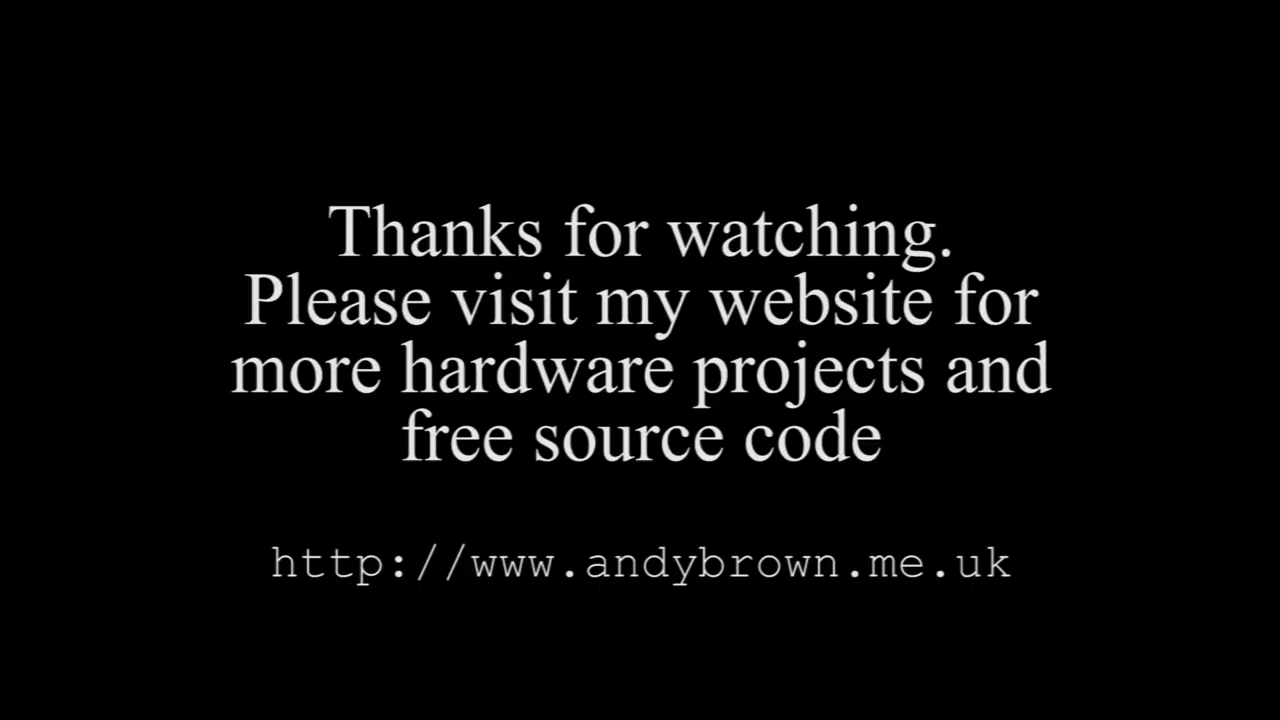 Thanks for watching.
Please visit my website for
more hardware projects and
free source code
http://www.andybrown.me.uk